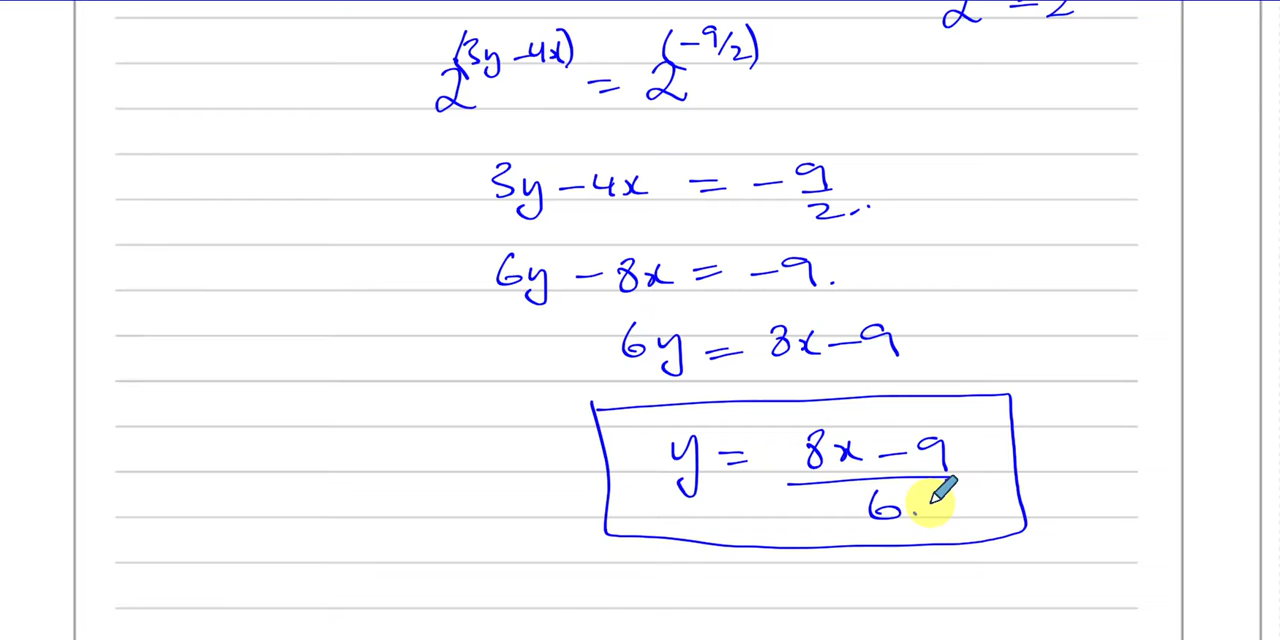 2^(3y-4x) = 2^(-9/2)
3y - 4x = - 9/2.
6y - 8x = -9.
6y = 8x - 9
y = (8x - 9)/6.